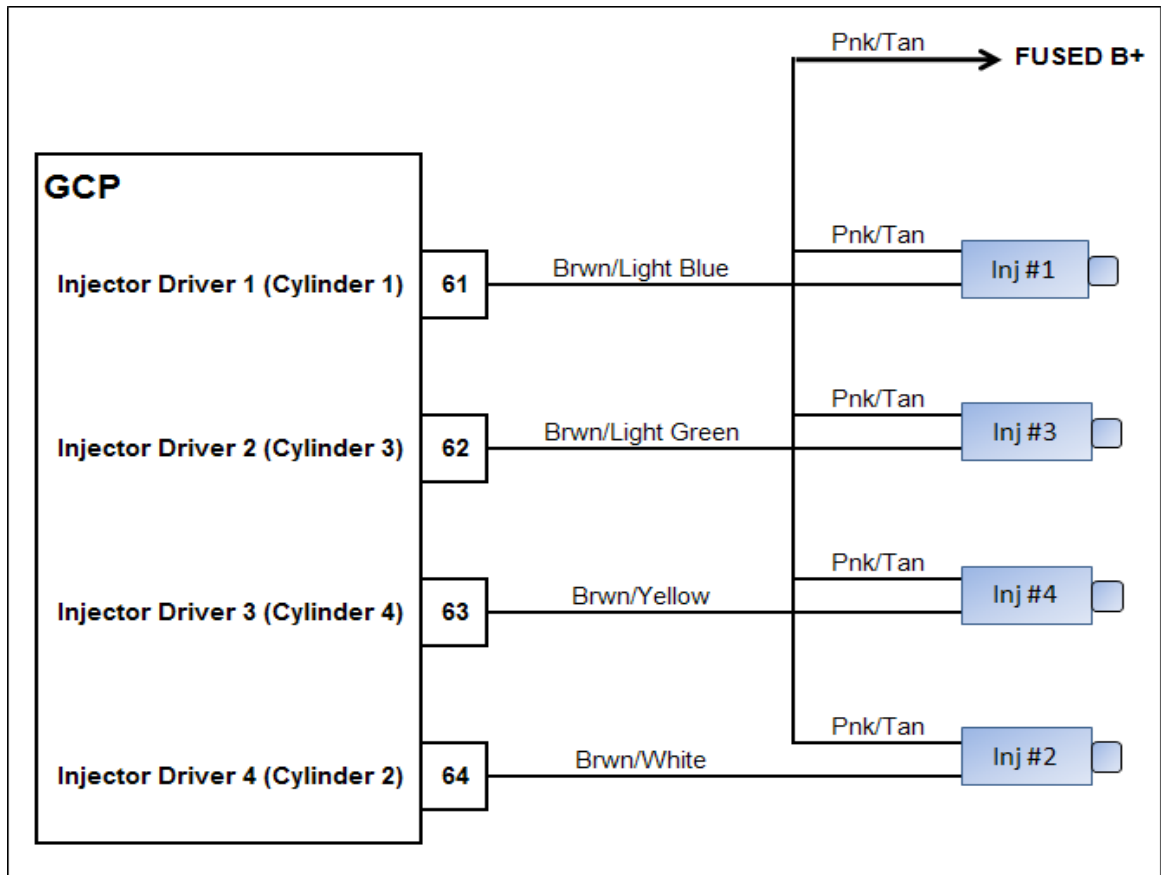 Pnk/Tan
FUSED B+
GCP
Injector Driver 1 (Cylinder 1)
61
Brwn/Light Blue
Pnk/Tan
Inj #1
Injector Driver 2 (Cylinder 3)
62
Brwn/Light Green
Pnk/Tan
Inj #3
Injector Driver 3 (Cylinder 4)
63
Brwn/Yellow
Pnk/Tan
Inj #4
Injector Driver 4 (Cylinder 2)
64
Brwn/White
Pnk/Tan
Inj #2